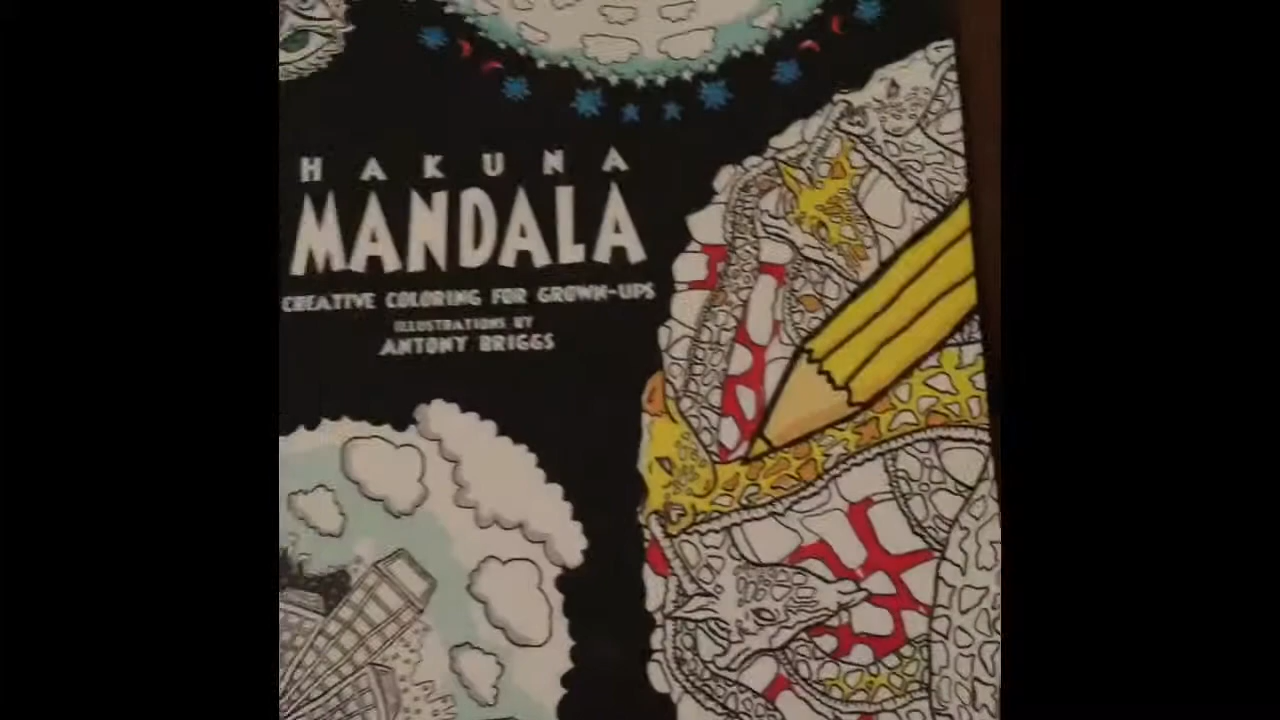 HAKUNA
MANDALA
CREATIVE COLORING FOR GROWN-UPS
ILLUSTRATIONS BY
ANTONY BRIGGS